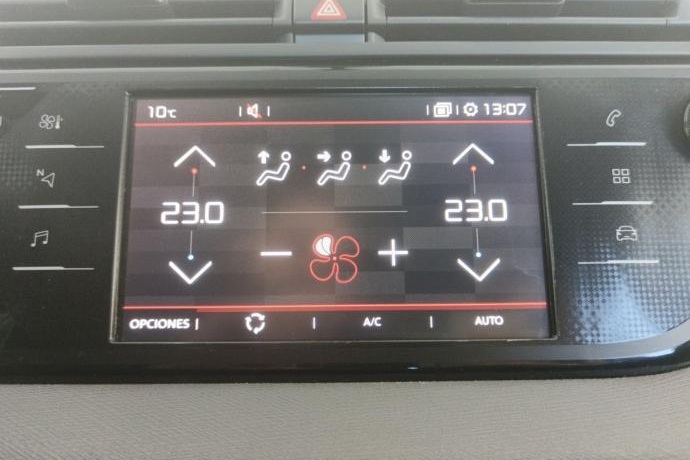 10°C 13:07
23.0 23.0
N
OPCIONES A/C AUTO